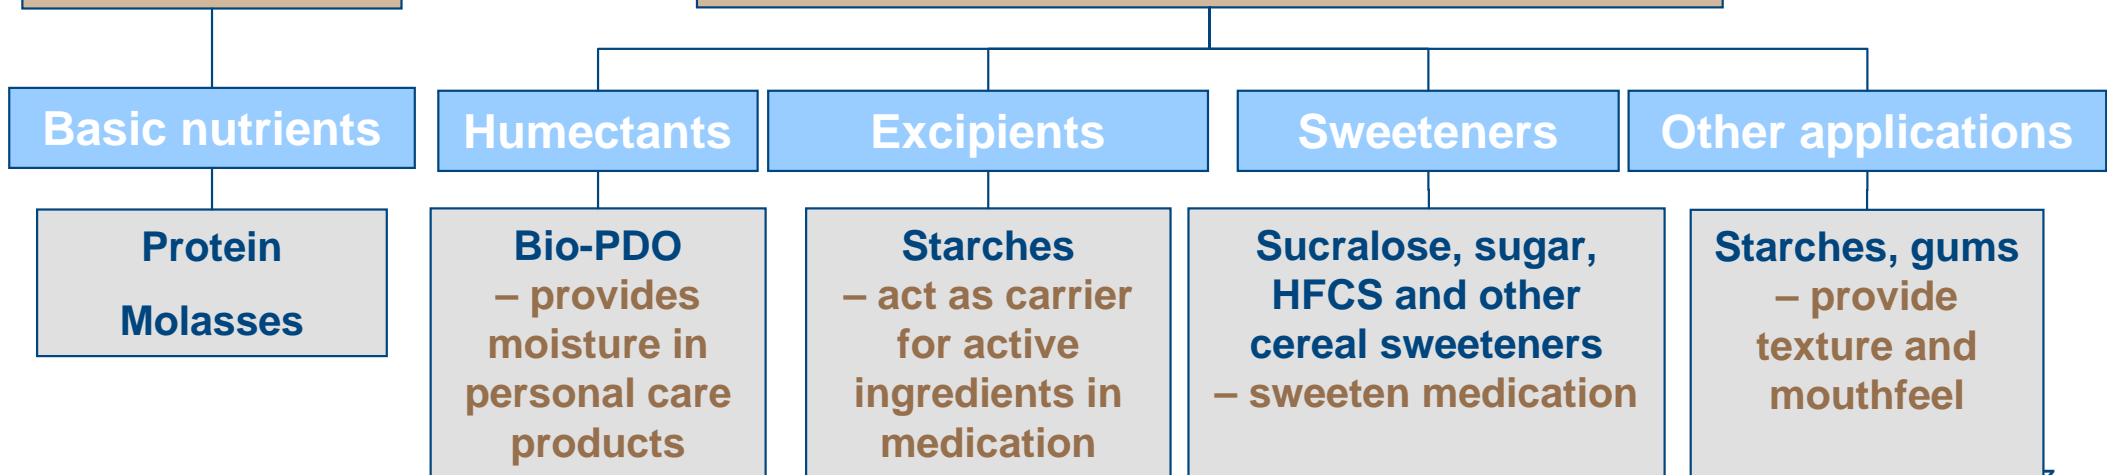 Basic nutrients
Humectants
Excipients
Sweeteners
Other applications
Protein
Molasses
Bio-PDO
– provides
moisture in
personal care
products
Starches
– act as carrier
for active
ingredients in
medication
Sucralose, sugar,
HFCS and other
cereal sweeteners
– sweeten medication
Starches, gums
– provide
texture and
mouthfeel